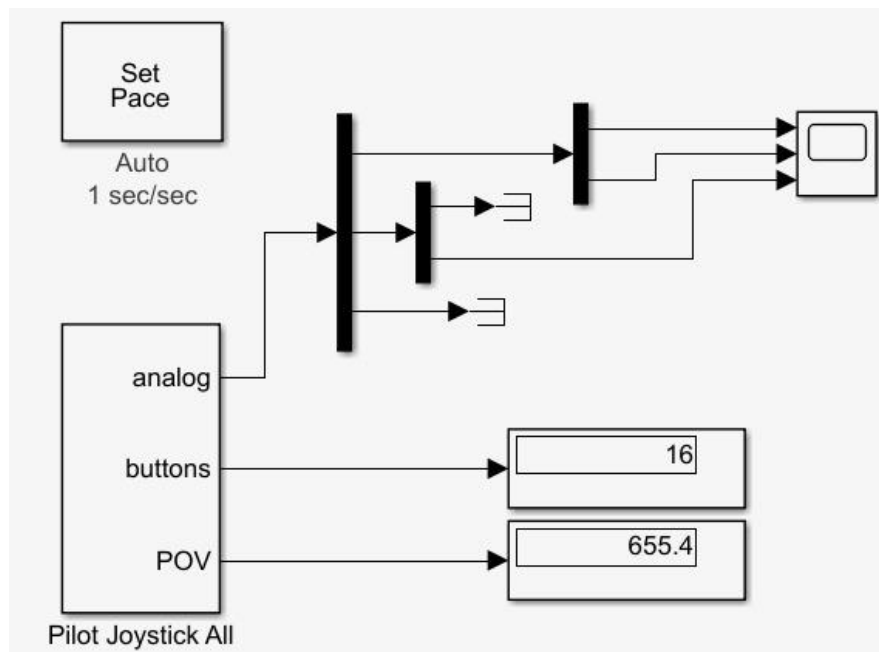 Set
Pace
Auto
1 sec/sec
analog
buttons
POV
16
655.4
Pilot Joystick All